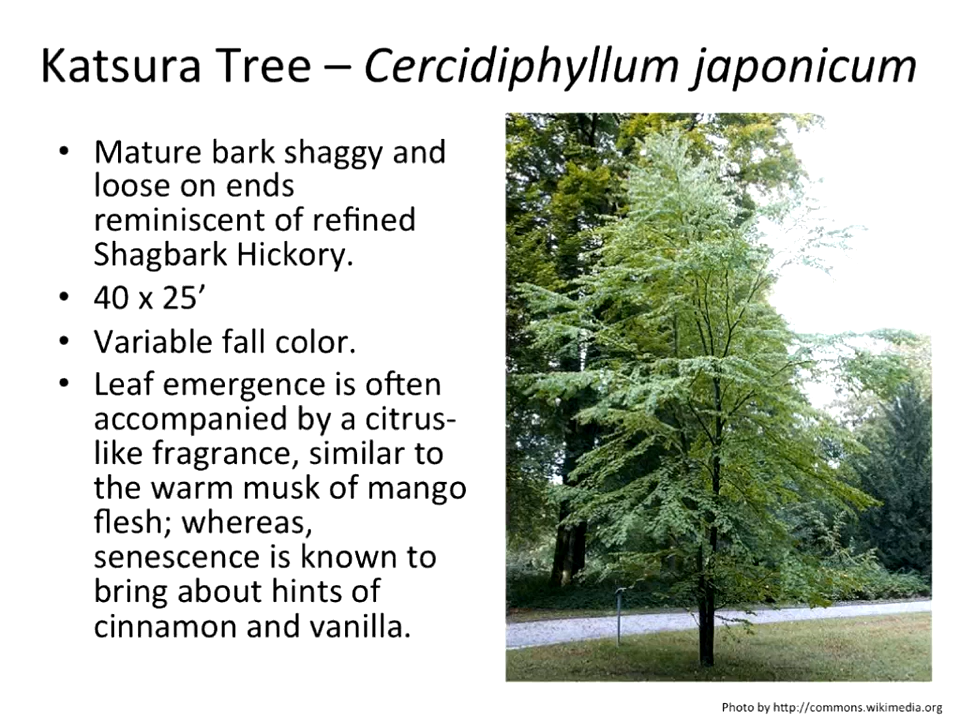 Katsura Tree – Cercidiphyllum japonicum
• Mature bark shaggy and
loose on ends
reminiscent of refined
Shagbark Hickory.
• 40 x 25’
• Variable fall color.
• Leaf emergence is often
accompanied by a citrus-
like fragrance, similar to
the warm musk of mango
flesh; whereas,
senescence is known to
bring about hints of
cinnamon and vanilla.
Photo by http://commons.wikimedia.org